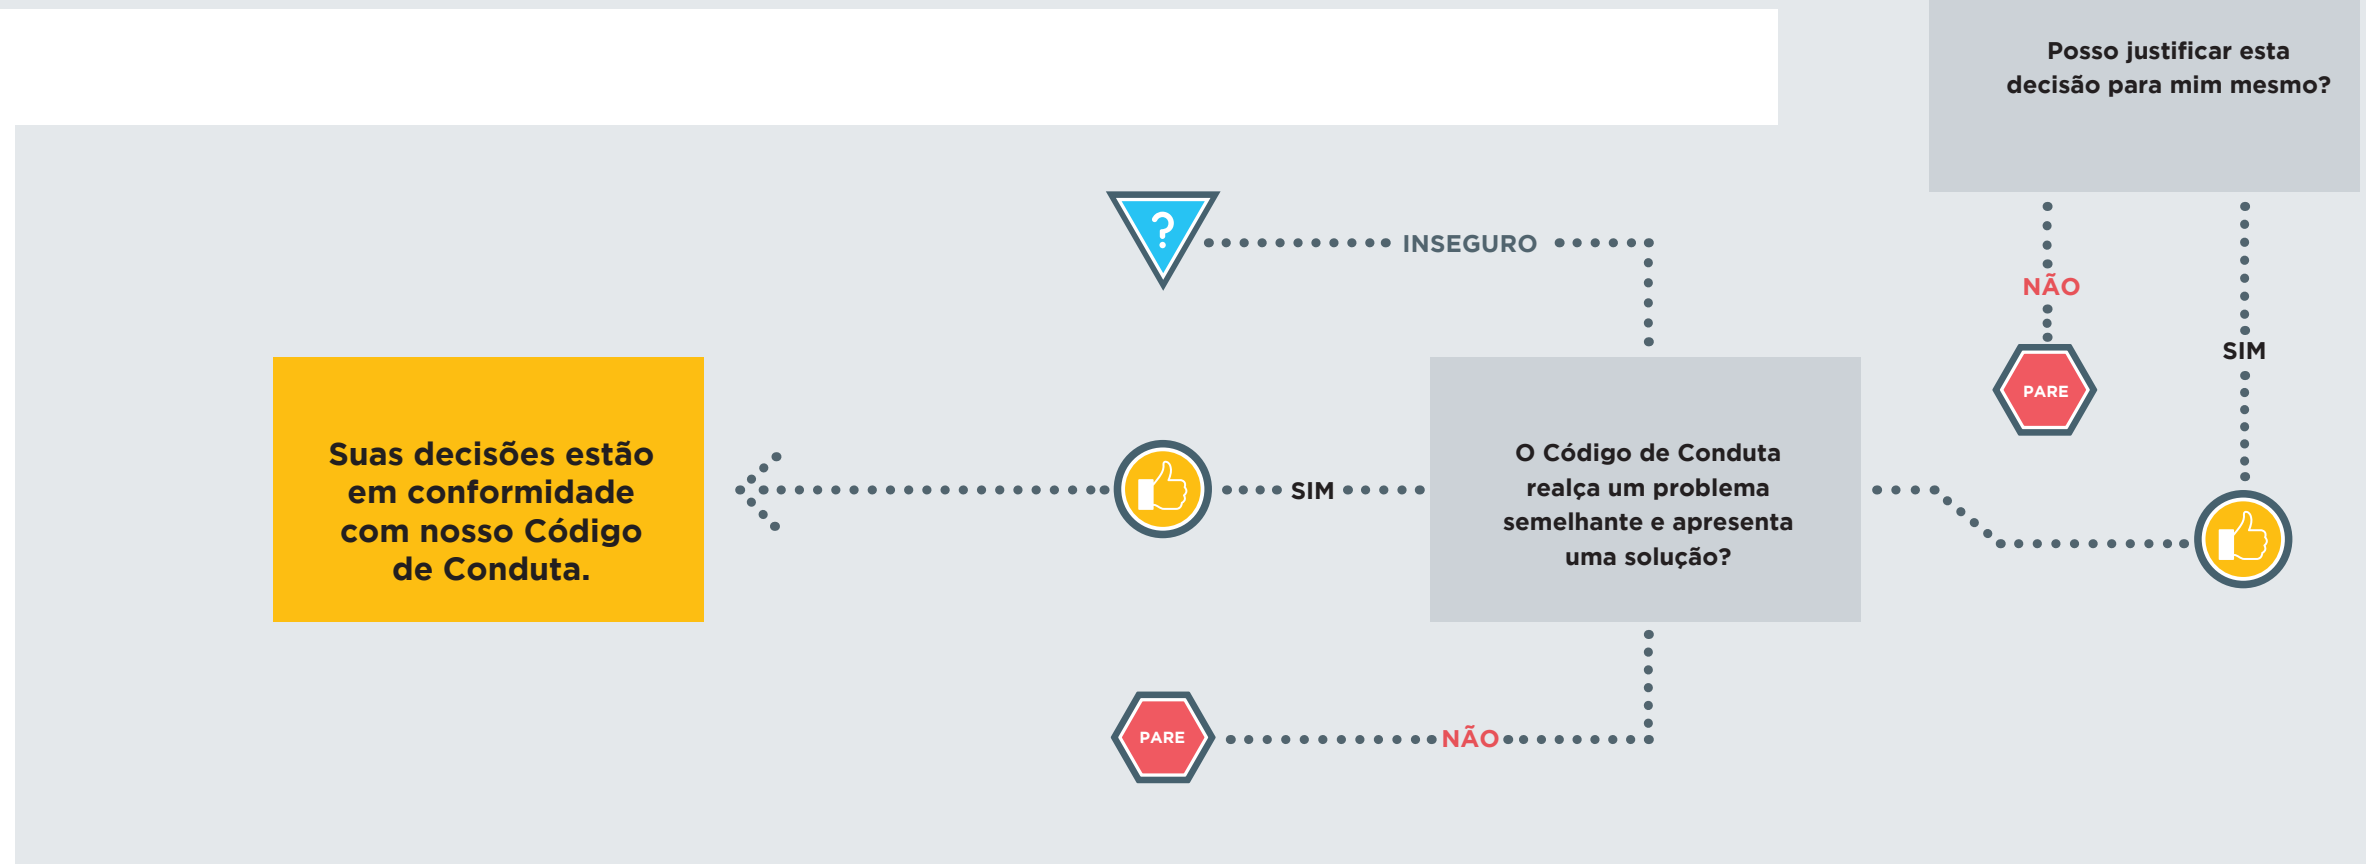 Posso justificar esta
decisão para mim mesmo?
?
INSEGURO
NÃO
SIM
PARE
Suas decisões estão
em conformidade
com nosso Código
de Conduta.
SIM
O Código de Conduta
realça um problema
semelhante e apresenta
uma solução?
PARE
NÃO